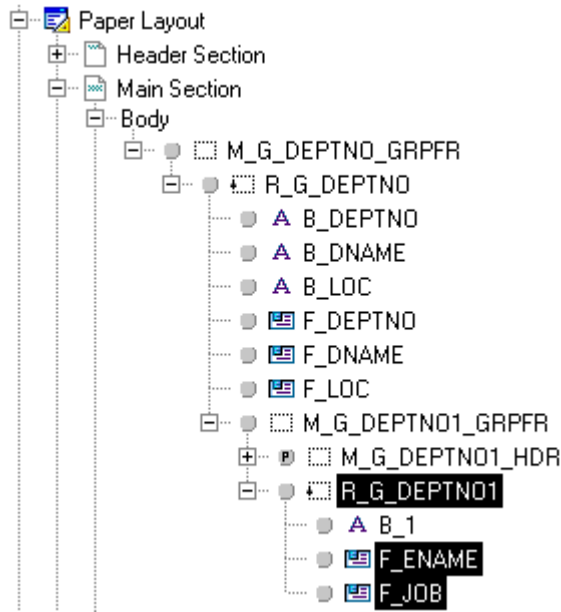 Paper Layout
Header Section
Main Section
Body
M_G_DEPTNO_GRPFR
R_G_DEPTNO
A B_DEPTNO
A B_DNAME
A B_LOC
F_DEPTNO
F_DNAME
F_LOC
M_G_DEPTNO1_GRPFR
P M_G_DEPTNO1_HDR
R_G_DEPTNO1
A B_1
F_ENAME
F_JOB